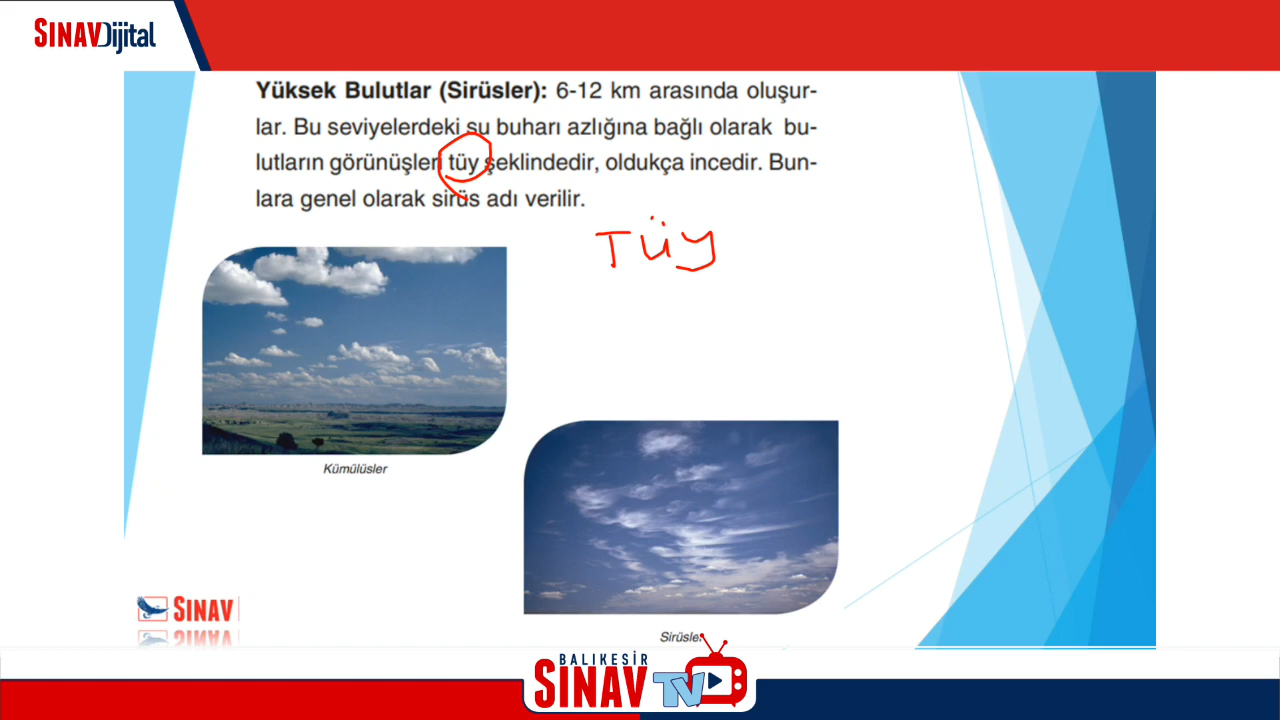 SINAVDijital
Yüksek Bulutlar (Sirüsler): 6-12 km arasında oluşur-
lar. Bu seviyelerdeki su buharı azlığına bağlı olarak bu-
lutların görünüşleri tüy şeklindedir, oldukça incedir. Bun-
lara genel olarak sirüs adı verilir.
TÜy
Kümülüsler
Sirüsler
SINAV
BALIKESİR
SINAV TV